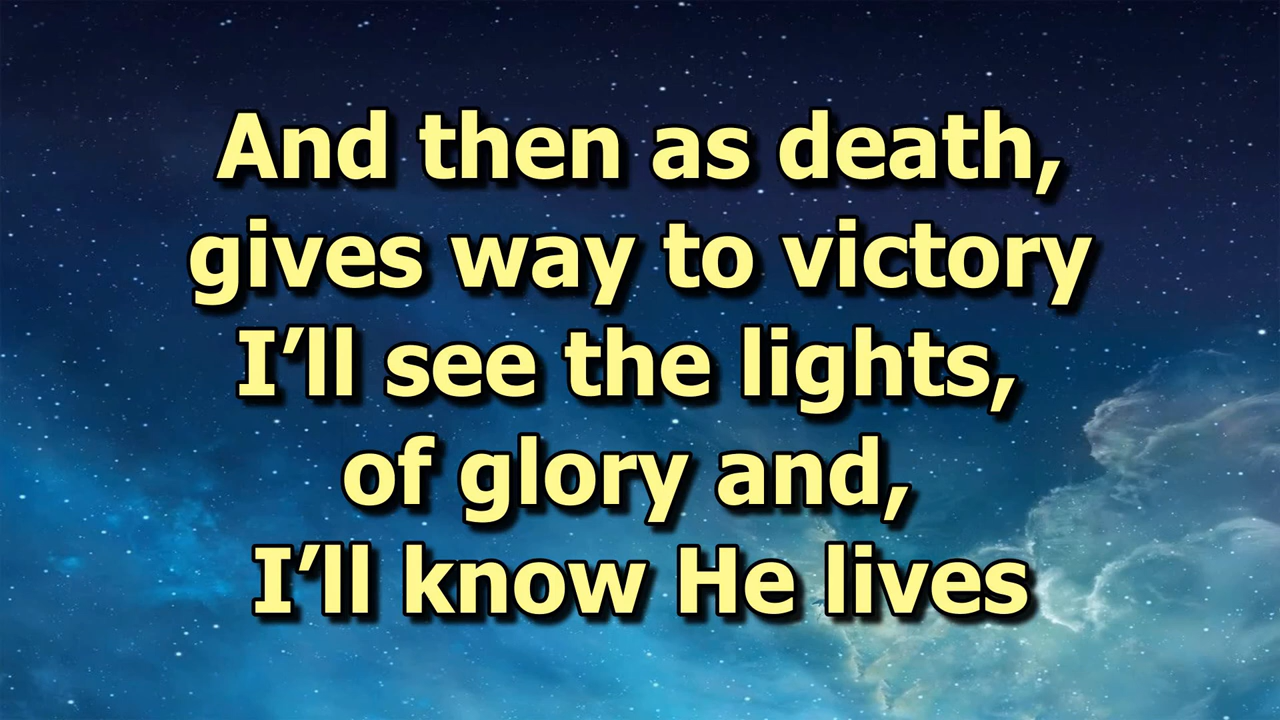 And then as death,
gives way to victory
I’ll see the lights,
of glory and,
I’ll know He lives